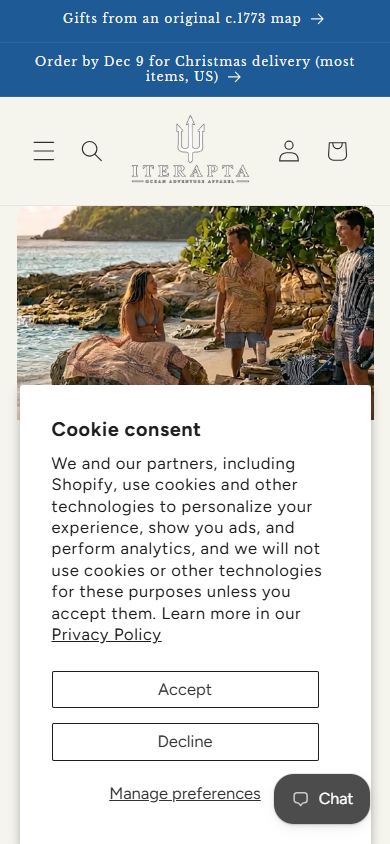 Gifts from an original c.1773 map →
Order by Dec 9 for Christmas delivery (most
items, US) →
ITERAPTA
OCEAN ADVENTURE APPAREL
Cookie consent
We and our partners, including
Shopify, use cookies and other
technologies to personalize your
experience, show you ads, and
perform analytics, and we will not
use cookies or other technologies
for these purposes unless you
accept them. Learn more in our
Privacy Policy
Accept
Decline
Manage preferences
Chat